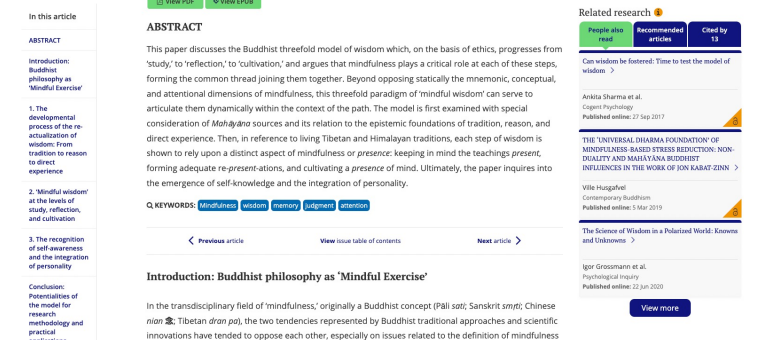 In this article
ABSTRACT
Introduction:
Buddhist
philosophy as
‘Mindful Exercise’
1. The
developmental
process of the re-
actualization of
wisdom: From
tradition to reason
to direct
experience
2. ‘Mindful wisdom’
at the levels of
study, reflection,
and cultivation
3. The recognition
of self-awareness
and the integration
of personality
Conclusion:
Potentialities of
the model for
research
methodology and
practical
applications
View PDF
View EPUB
ABSTRACT
This paper discusses the Buddhist threefold model of wisdom which, on the basis of ethics, progresses from
‘study,’ to ‘reflection,’ to ‘cultivation,’ and argues that mindfulness plays a critical role at each of these steps,
forming the common thread joining them together. Beyond opposing statically the mnemonic, conceptual,
and attentional dimensions of mindfulness, this threefold paradigm of ‘mindful wisdom’ can serve to
articulate them dynamically within the context of the path. The model is first examined with special
consideration of Mahāyāna sources and its relation to the epistemic foundations of tradition, reason, and
direct experience. Then, in reference to living Tibetan and Himalayan traditions, each step of wisdom is
shown to rely upon a distinct aspect of mindfulness or presence: keeping in mind the teachings present,
forming adequate re-present-ations, and cultivating a presence of mind. Ultimately, the paper inquires into
the emergence of self-knowledge and the integration of personality.
KEYWORDS: Mindfulness wisdom memory judgment attention
Previous article View issue table of contents Next article
Introduction: Buddhist philosophy as ‘Mindful Exercise’
In the transdisciplinary field of ‘mindfulness,’ originally a Buddhist concept (Pāli sati; Sanskrit smṛti; Chinese
nian 念; Tibetan dran pa), the two tendencies represented by Buddhist traditional approaches and scientific
innovations have tended to oppose each other, especially on issues related to the definition of mindfulness
Related research
People also
read
Recommended
articles
Cited by
13
Can wisdom be fostered: Time to test the model of
wisdom
Ankita Sharma et al.
Cogent Psychology
Published online: 27 Sep 2017
THE ‘UNIVERSAL DHARMA FOUNDATION’ OF
MINDFULNESS-BASED STRESS REDUCTION: NON-
DUALITY AND MAHĀYĀNA BUDDHIST
INFLUENCES IN THE WORK OF JON KABAT-ZINN
Ville Husgafvel
Contemporary Buddhism
Published online: 5 Mar 2019
The Science of Wisdom in a Polarized World: Knowns
and Unknowns
Igor Grossmann et al.
Psychological Inquiry
Published online: 22 Jun 2020
View more